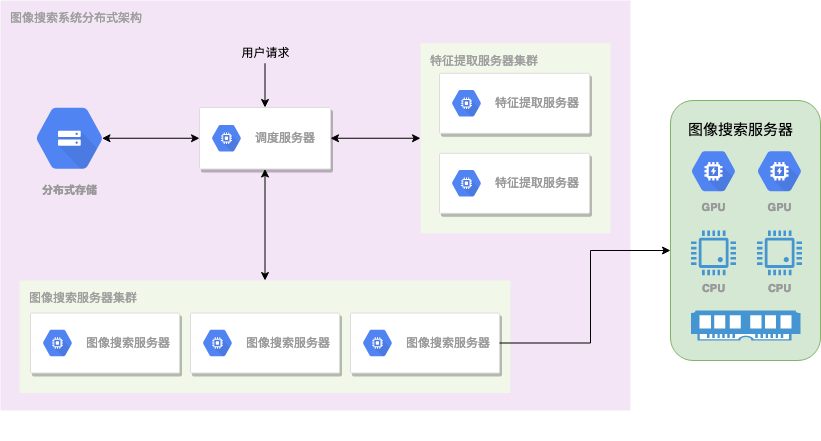 图像搜索系统分布式架构
用户请求
特征提取服务器集群
特征提取服务器
调度服务器
特征提取服务器
分布式存储
图像搜索服务器集群
图像搜索服务器
图像搜索服务器
图像搜索服务器
图像搜索服务器
GPU
GPU
CPU
CPU